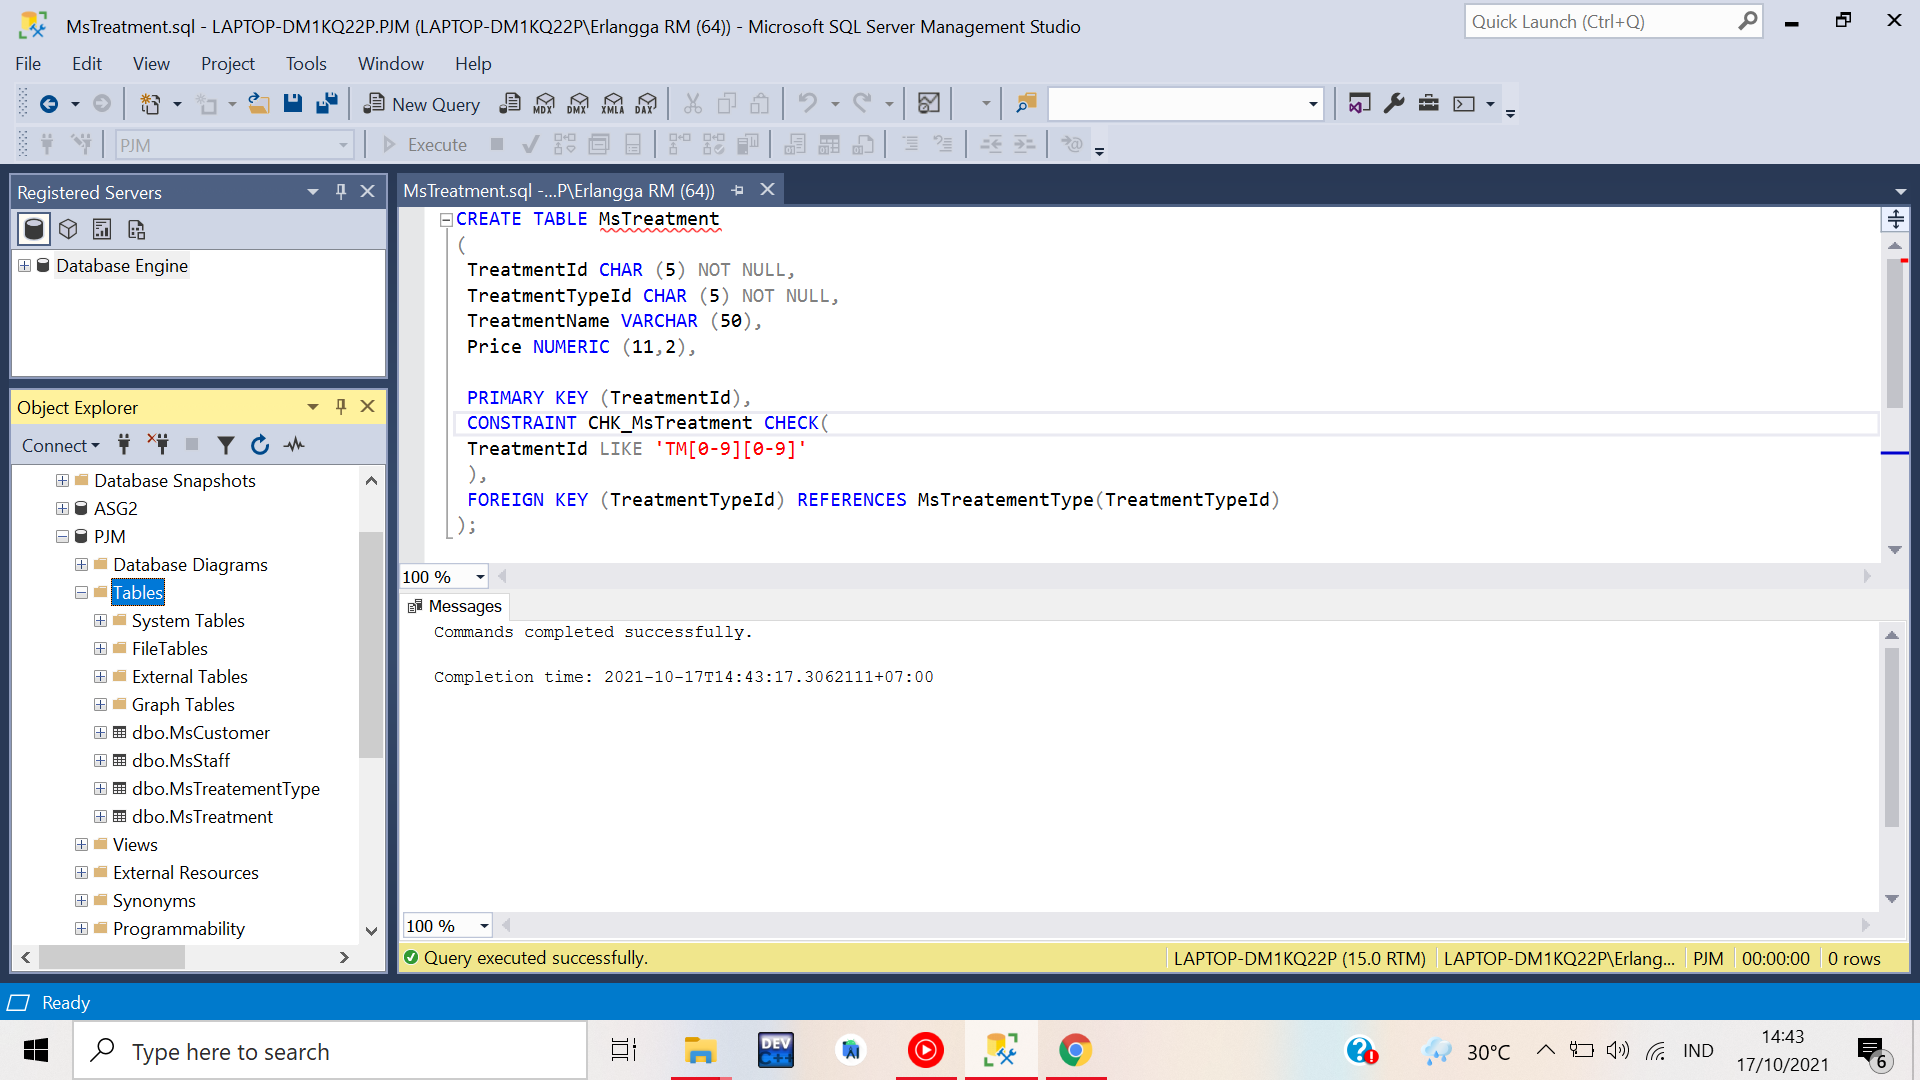 MsTreatment.sql - LAPTOP-DM1KQ22P.PJM (LAPTOP-DM1KQ22P\Erlangga RM (64)) - Microsoft SQL Server Management Studio
Quick Launch (Ctrl+Q)
File Edit View Project Tools Window Help
New Query MDX DMX XMLA DAX
PJM Execute
Registered Servers
Database Engine
Object Explorer
Connect
Database Snapshots
ASG2
PJM
Database Diagrams
Tables
System Tables
FileTables
External Tables
Graph Tables
dbo.MsCustomer
dbo.MsStaff
dbo.MsTreatementType
dbo.MsTreatment
Views
External Resources
Synonyms
Programmability
MsTreatment.sql -...P\Erlangga RM (64))
CREATE TABLE MsTreatment
(
TreatmentId CHAR (5) NOT NULL,
TreatmentTypeId CHAR (5) NOT NULL,
TreatmentName VARCHAR (50),
Price NUMERIC (11,2),
PRIMARY KEY (TreatmentId),
CONSTRAINT CHK_MsTreatment CHECK(
TreatmentId LIKE 'TM[0-9][0-9]'
),
FOREIGN KEY (TreatmentTypeId) REFERENCES MsTreatementType(TreatmentTypeId)
);
100 %
Messages
Commands completed successfully.
Completion time: 2021-10-17T14:43:17.3062111+07:00
100 %
Query executed successfully. LAPTOP-DM1KQ22P (15.0 RTM) LAPTOP-DM1KQ22P\Erlang... PJM 00:00:00 0 rows
Ready
Type here to search
DEV C++
30°C
IND
14:43
17/10/2021
6